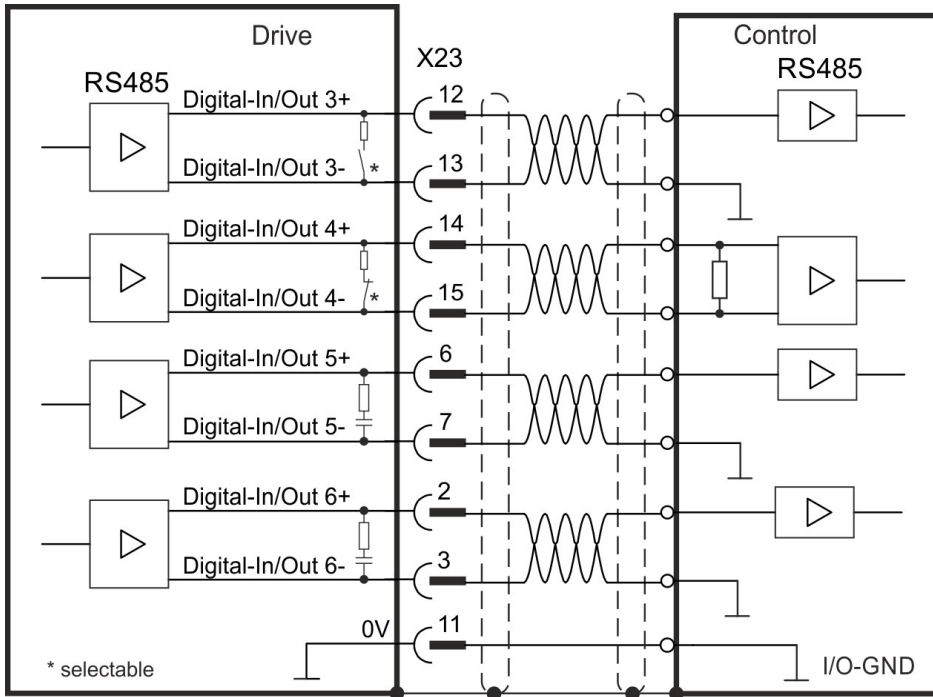 Drive
Control
X23
RS485
RS485
Digital-In/Out 3+
12
Digital-In/Out 3-
*
13
Digital-In/Out 4+
14
Digital-In/Out 4-
*
15
Digital-In/Out 5+
6
Digital-In/Out 5-
7
Digital-In/Out 6+
2
Digital-In/Out 6-
3
0V
11
* selectable
I/O-GND